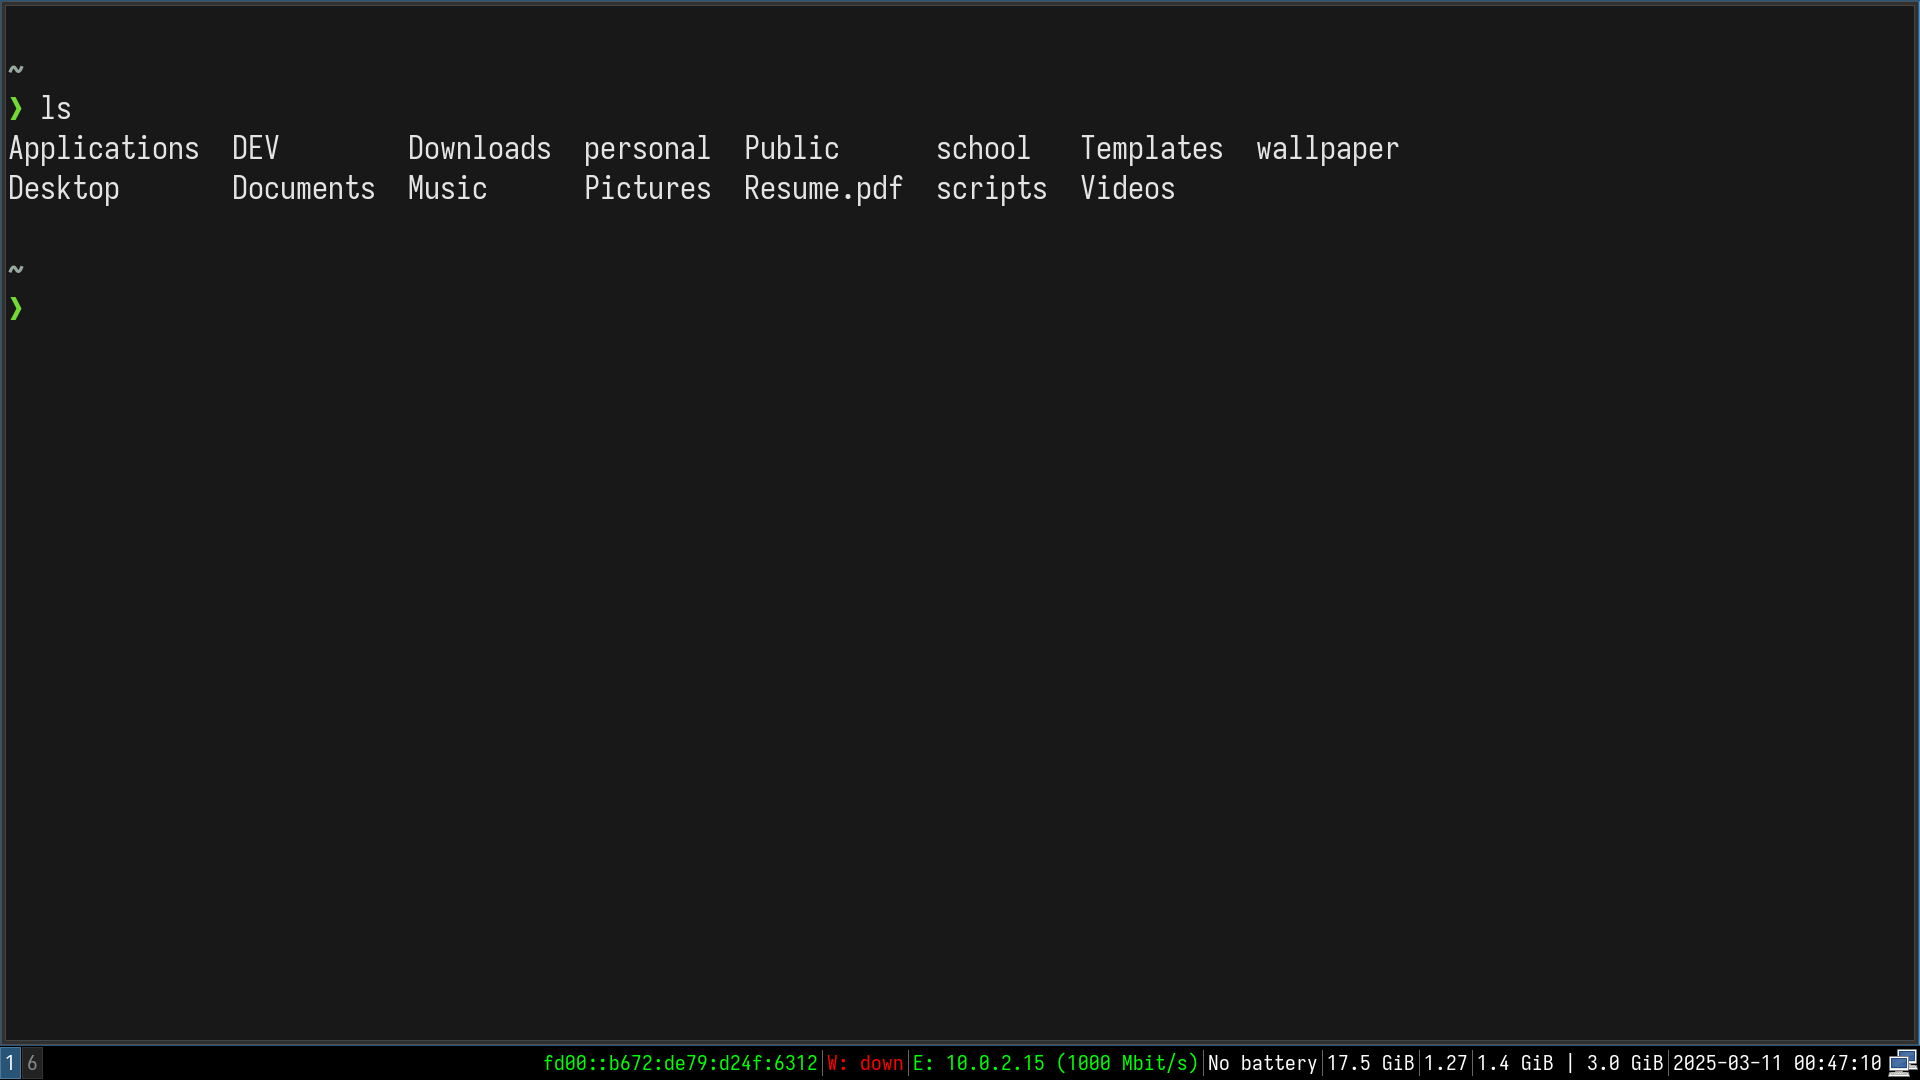 ~
❯ ls
Applications  DEV        Downloads  personal  Public      school   Templates  wallpaper
Desktop       Documents  Music      Pictures  Resume.pdf  scripts  Videos
~
❯
1 6 fd00::b672:de79:d24f:6312|W: down|E: 10.0.2.15 (1000 Mbit/s)|No battery|17.5 GiB|1.27|1.4 GiB | 3.0 GiB|2025-03-11 00:47:10